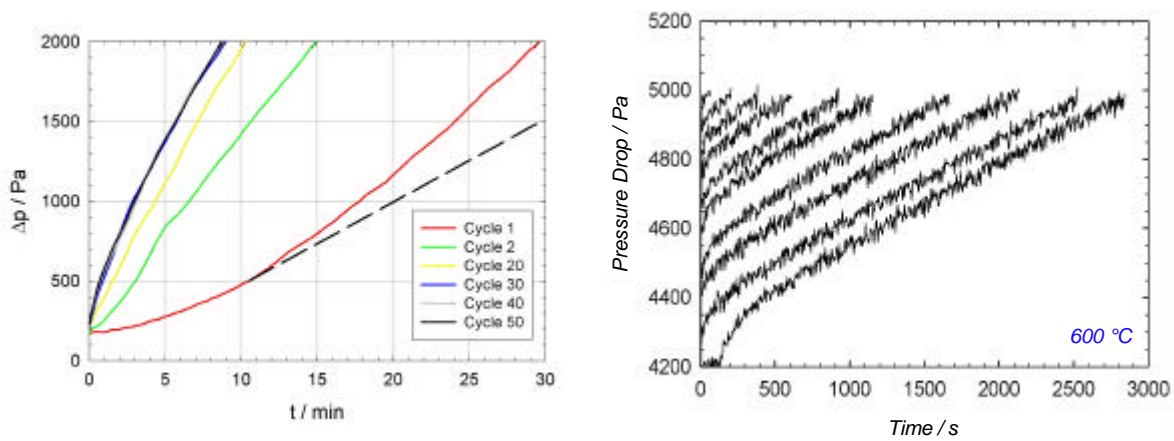 2000
1500
1000
500
0
Δp / Pa
0 5 10 15 20 25 30
t / min
Cycle 1
Cycle 2
Cycle 20
Cycle 30
Cycle 40
Cycle 50
5200
5000
4800
4600
4400
4200
Pressure Drop / Pa
600 °C
0 500 1000 1500 2000 2500 3000
Time / s